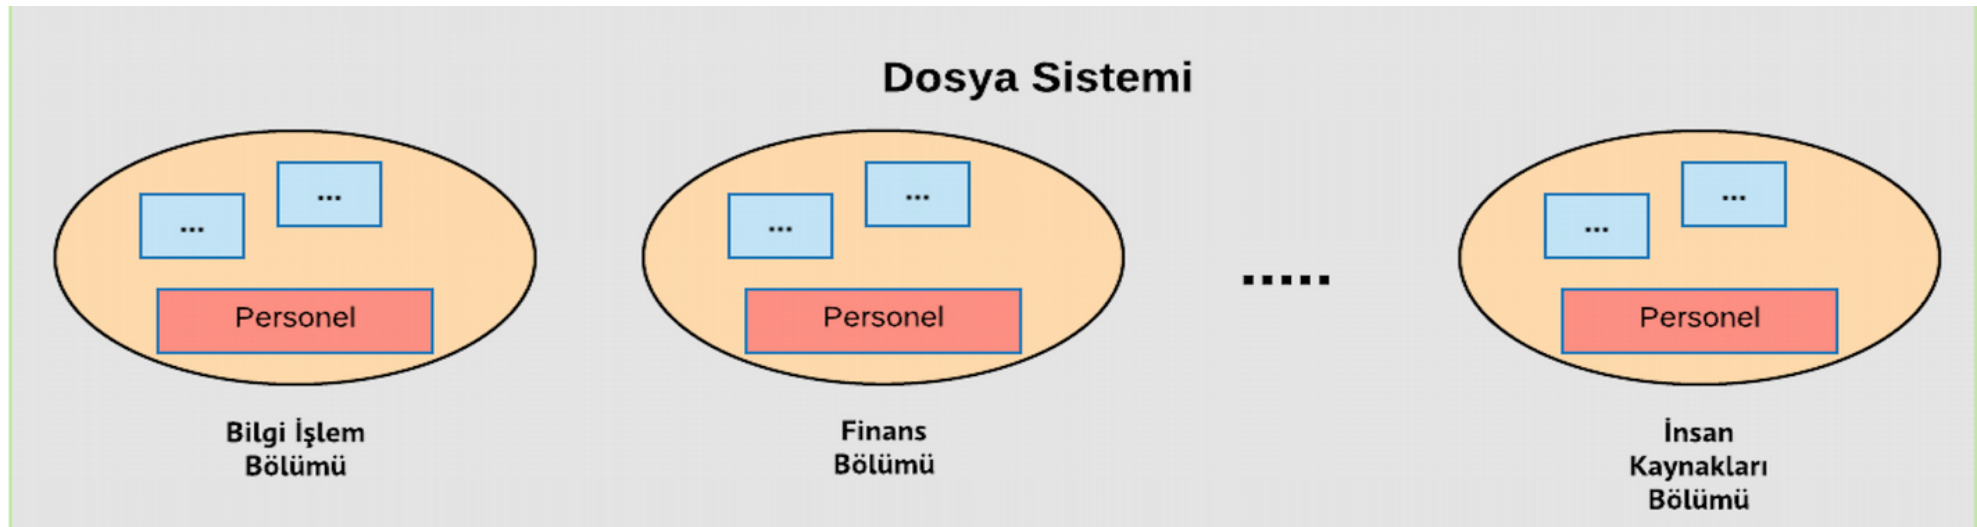 Dosya Sistemi
...
...
Personel
Bilgi İşlem
Bölümü
...
...
Personel
Finans
Bölümü
.....
...
...
Personel
İnsan
Kaynakları
Bölümü